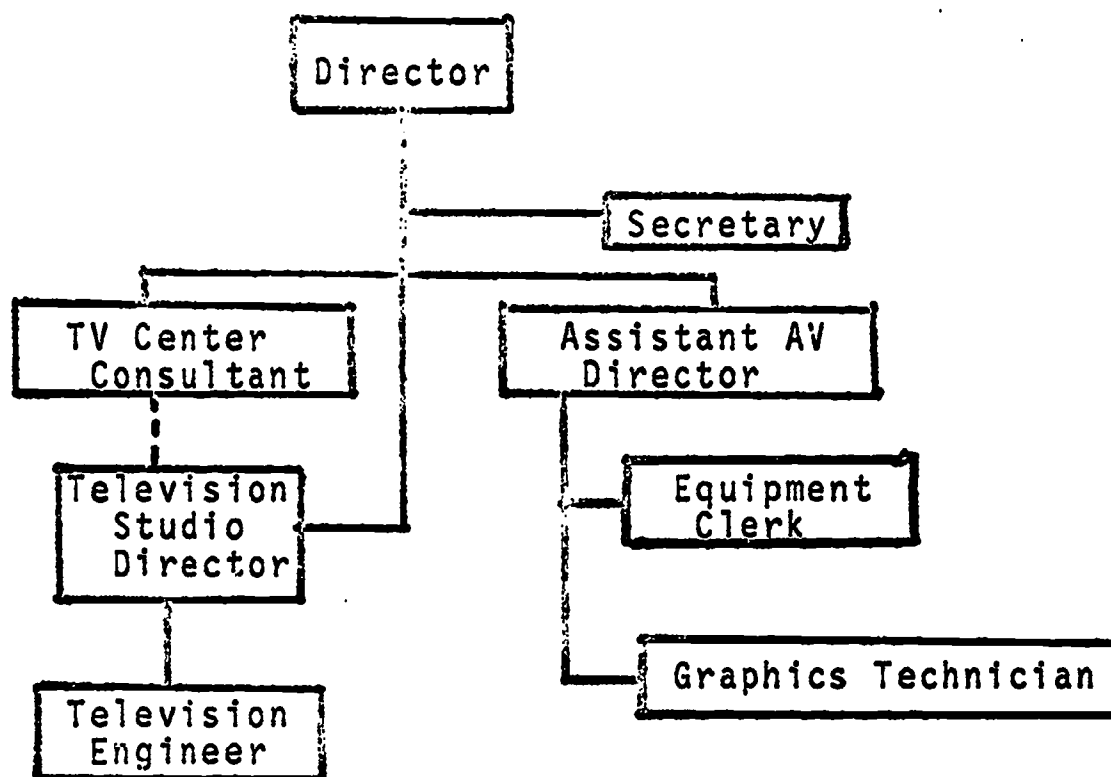 Director
Secretary
TV Center
Consultant
Assistant AV
Director
Television
Studio
Director
Equipment
Clerk
Graphics Technician
Television
Engineer